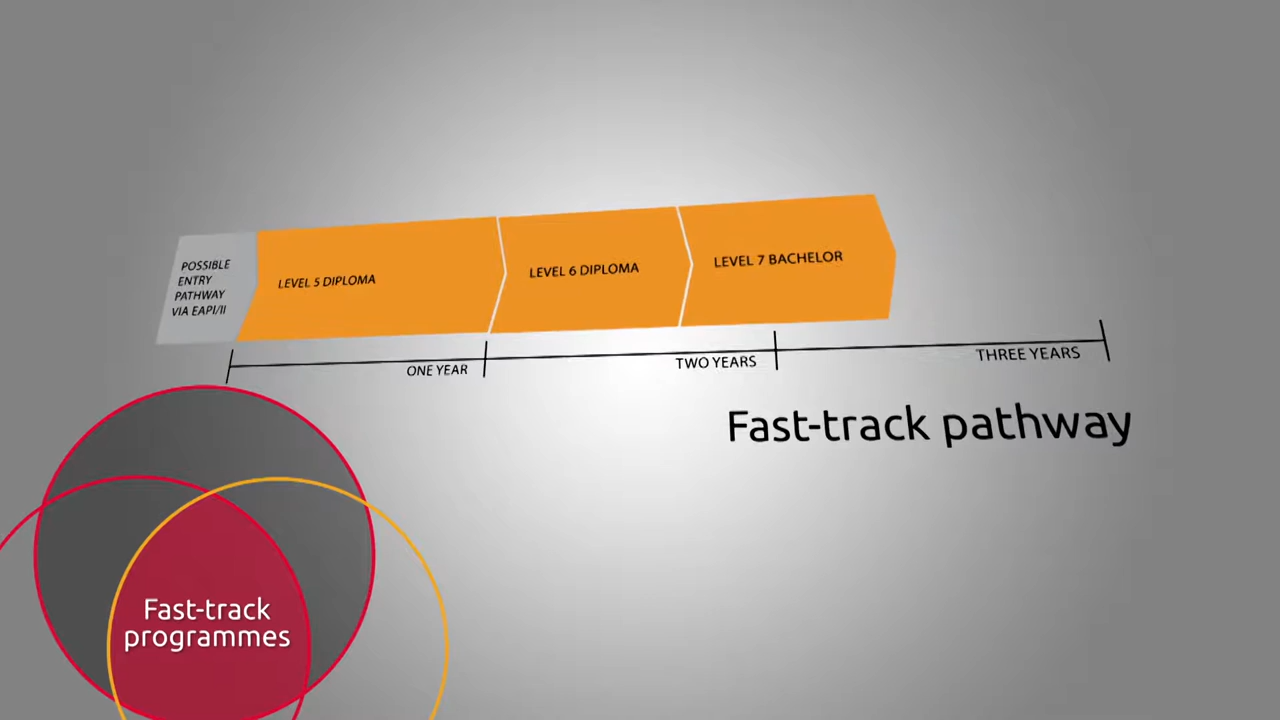 POSSIBLE
ENTRY
PATHWAY
VIA EAPI/II
LEVEL 5 DIPLOMA
LEVEL 6 DIPLOMA
LEVEL 7 BACHELOR
ONE YEAR
TWO YEARS
THREE YEARS
Fast-track pathway
Fast-track
programmes